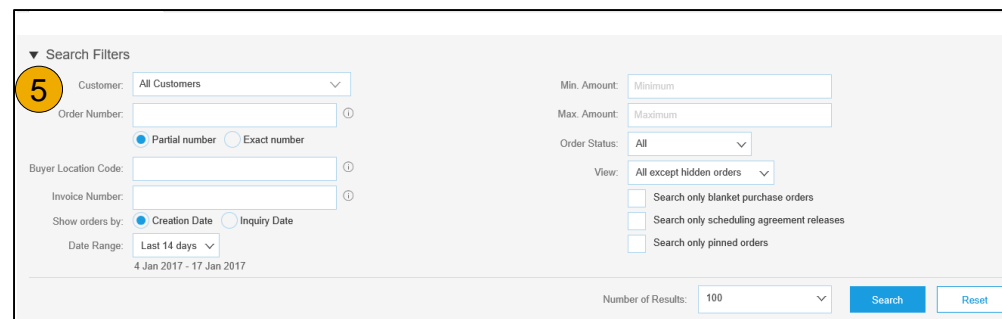 ▼ Search Filters
5
Customer: All Customers
Order Number:
Partial number Exact number
Buyer Location Code:
Invoice Number:
Show orders by: Creation Date Inquiry Date
Date Range: Last 14 days
4 Jan 2017 - 17 Jan 2017
Min. Amount: Minimum
Max. Amount: Maximum
Order Status: All
View: All except hidden orders
Search only blanket purchase orders
Search only scheduling agreement releases
Search only pinned orders
Number of Results: 100 Search Reset